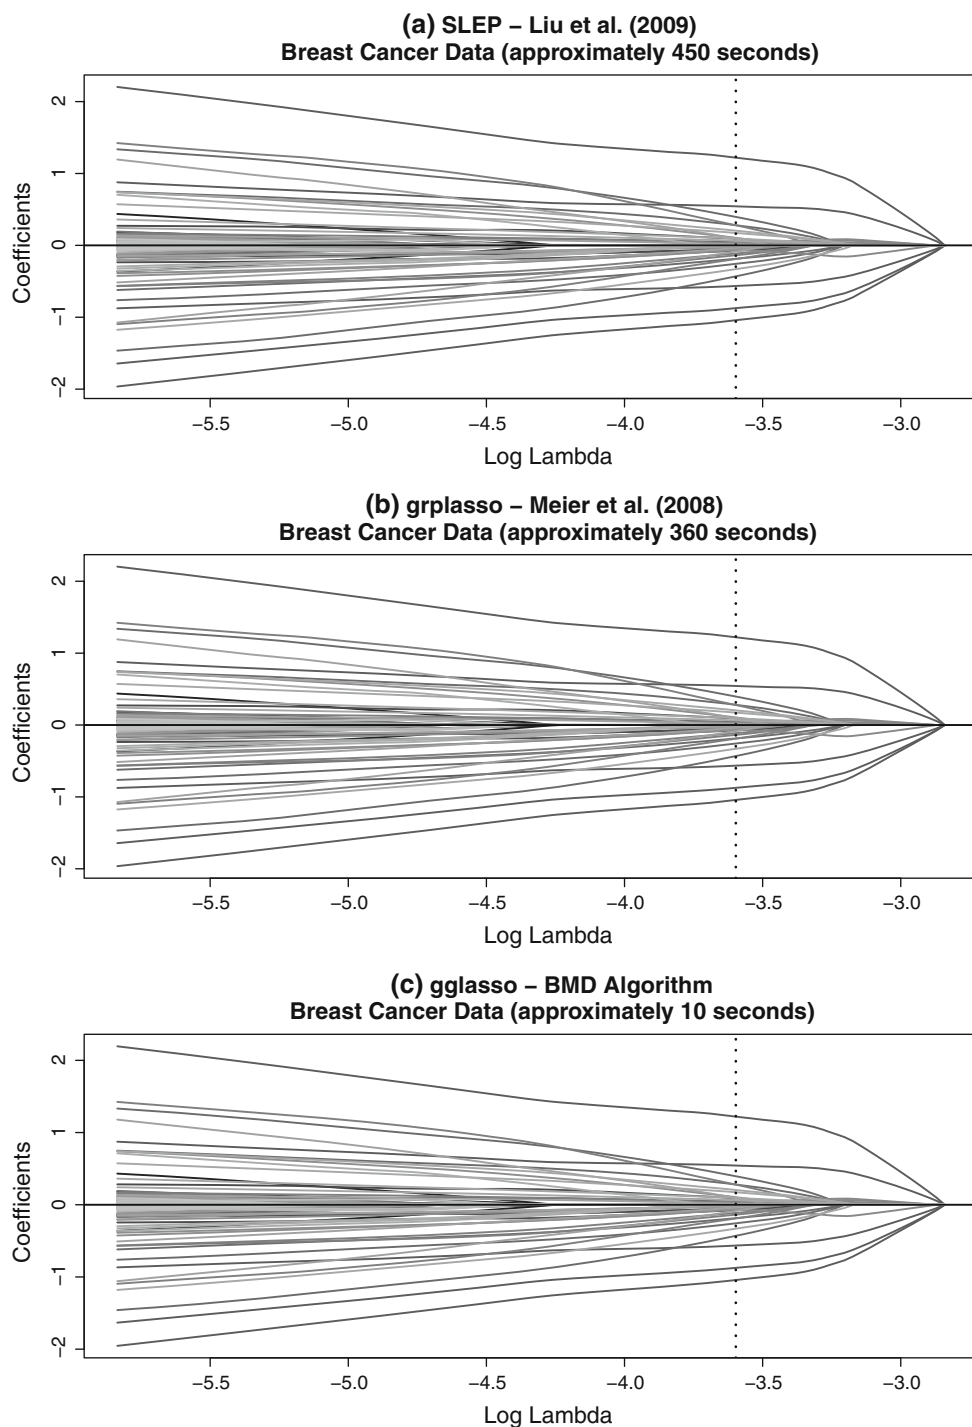 (a) SLEP – Liu et al. (2009)
Breast Cancer Data (approximately 450 seconds)
2
1
0
−1
−2
Coefficients
−5.5 −5.0 −4.5 −4.0 −3.5 −3.0
Log Lambda
(b) grplasso – Meier et al. (2008)
Breast Cancer Data (approximately 360 seconds)
2
1
0
−1
−2
Coefficients
−5.5 −5.0 −4.5 −4.0 −3.5 −3.0
Log Lambda
(c) gglasso – BMD Algorithm
Breast Cancer Data (approximately 10 seconds)
2
1
0
−1
−2
Coefficients
−5.5 −5.0 −4.5 −4.0 −3.5 −3.0
Log Lambda